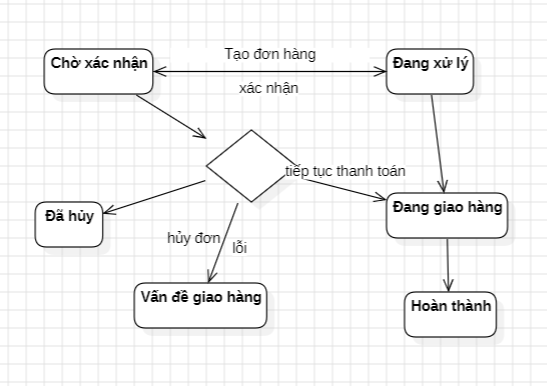 Tạo đơn hàng
Chờ xác nhận
Đang xử lý
xác nhận
tiếp tục thanh toán
Đã hủy
Đang giao hàng
hủy đơn
lỗi
Vấn đề giao hàng
Hoàn thành